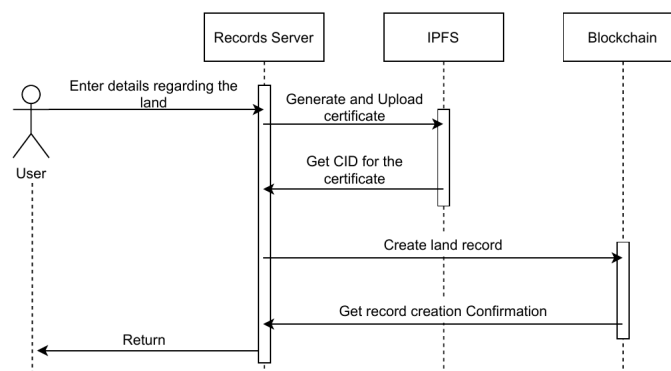 Records Server
IPFS
Blockchain
Enter details regarding the
land
Generate and Upload
certificate
Get CID for the
certificate
User
Create land record
Get record creation Confirmation
Return